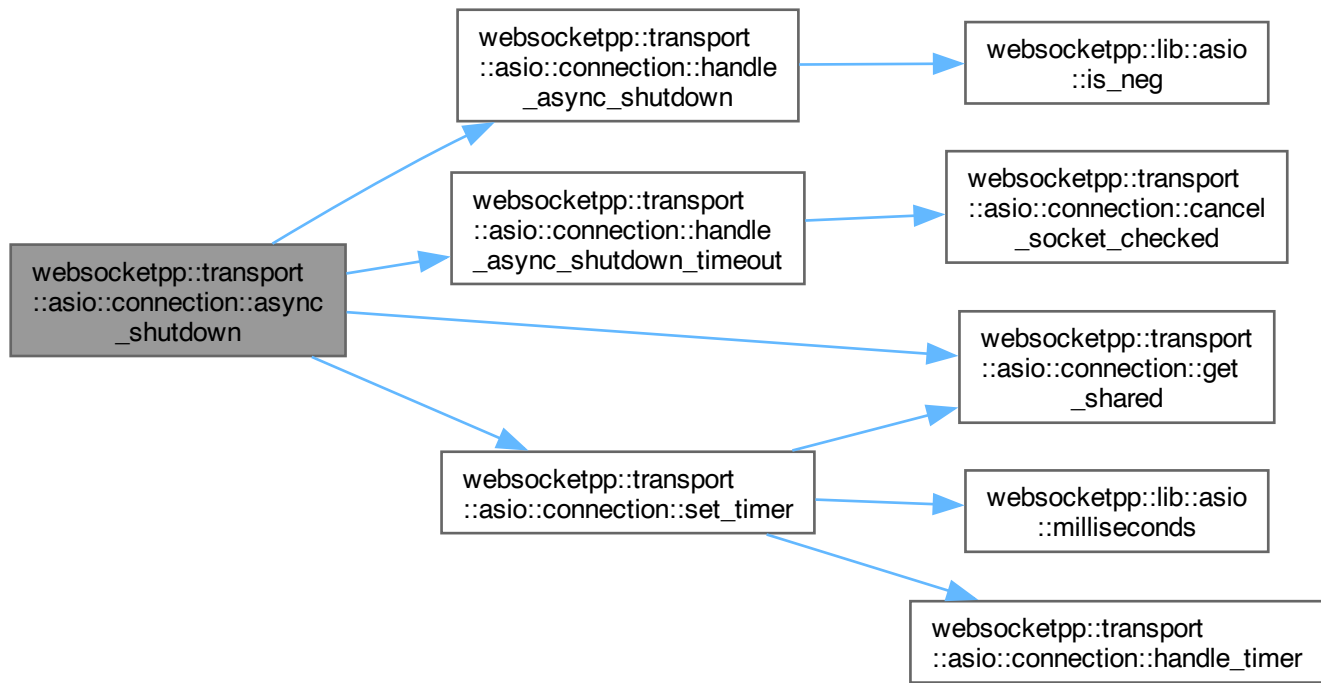 websocketpp::transport
::asio::connection::handle
_async_shutdown
websocketpp::lib::asio
::is_neg
websocketpp::transport
::asio::connection::handle
_async_shutdown_timeout
websocketpp::transport
::asio::connection::cancel
_socket_checked
websocketpp::transport
::asio::connection::async
_shutdown
websocketpp::transport
::asio::connection::get
_shared
websocketpp::transport
::asio::connection::set_timer
websocketpp::lib::asio
::milliseconds
websocketpp::transport
::asio::connection::handle_timer